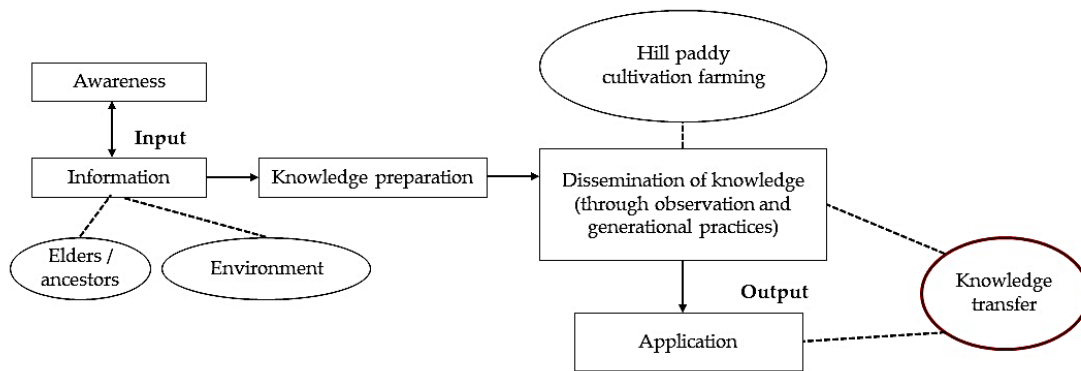 Hill paddy
cultivation farming
Awareness
Input
Information
Knowledge preparation
Dissemination of knowledge
(through observation and
generational practices)
Elders /
ancestors
Environment
Knowledge
transfer
Output
Application